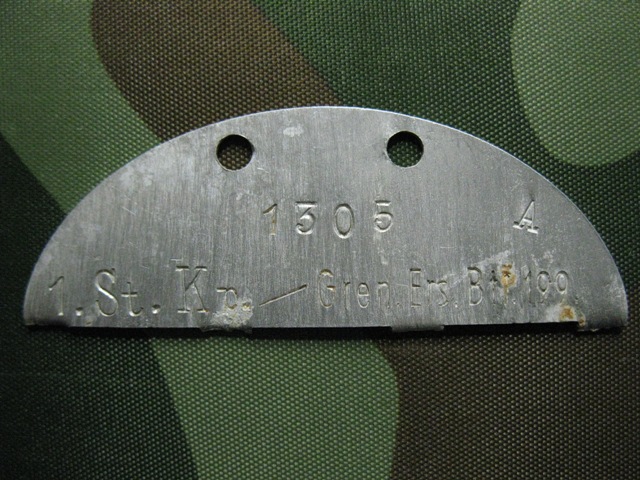 1305 A
1. St. Kp. — Gren. Ers. Btl. 199.